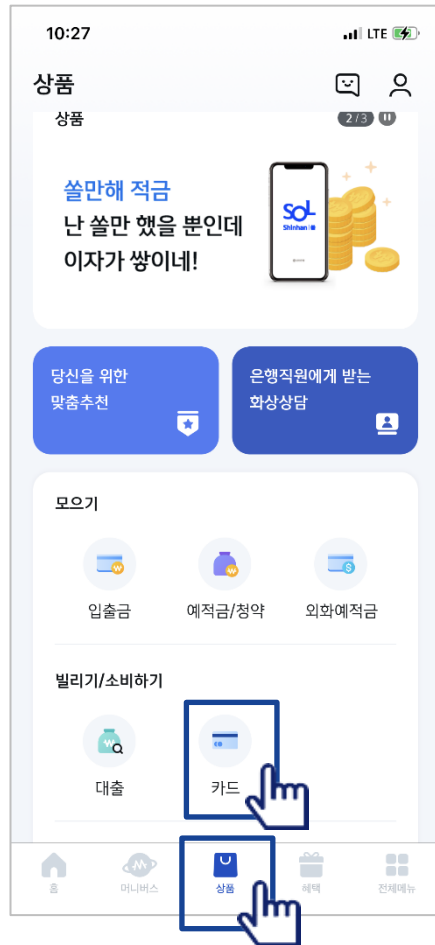 10:27
LTE
상품
상품
2/3
쏠만해 적금
난 쏠만 했을 뿐인데
이자가 쌓이네!
SOL
Shinhan
당신을 위한
맞춤추천
은행직원에게 받는
화상상담
모으기
입출금
예적금/청약
외화예적금
빌리기/소비하기
대출
카드
홈
머니버스
상품
혜택
전체메뉴